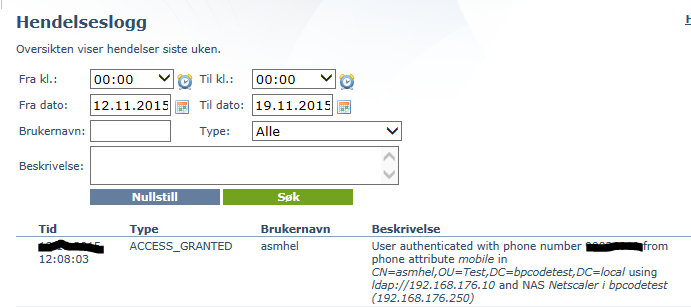 Hendelseslogg
Oversikten viser hendelser siste uken.
Fra kl.: 00:00 Til kl.: 00:00
Fra dato: 12.11.2015 Til dato: 19.11.2015
Brukernavn: Type: Alle
Beskrivelse:
Nullstill Søk
Tid Type Brukernavn Beskrivelse
ACCESS_GRANTED asmhel User authenticated with phone number from
12:08:03 phone attribute mobile in
CN=asmhel,OU=Test,DC=bpcodetest,DC=local using
ldap://192.168.176.10 and NAS Netscaler i bpcodetest
(192.168.176.250)